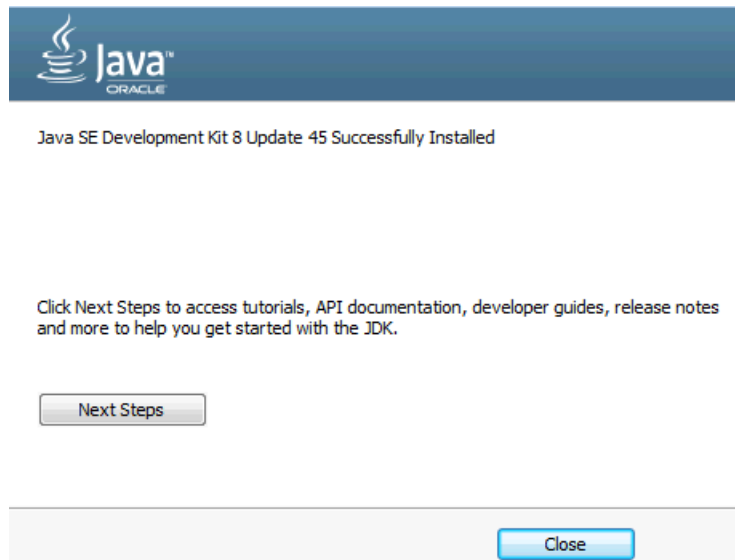 Java™
ORACLE
Java SE Development Kit 8 Update 45 Successfully Installed
Click Next Steps to access tutorials, API documentation, developer guides, release notes
and more to help you get started with the JDK.
Next Steps
Close